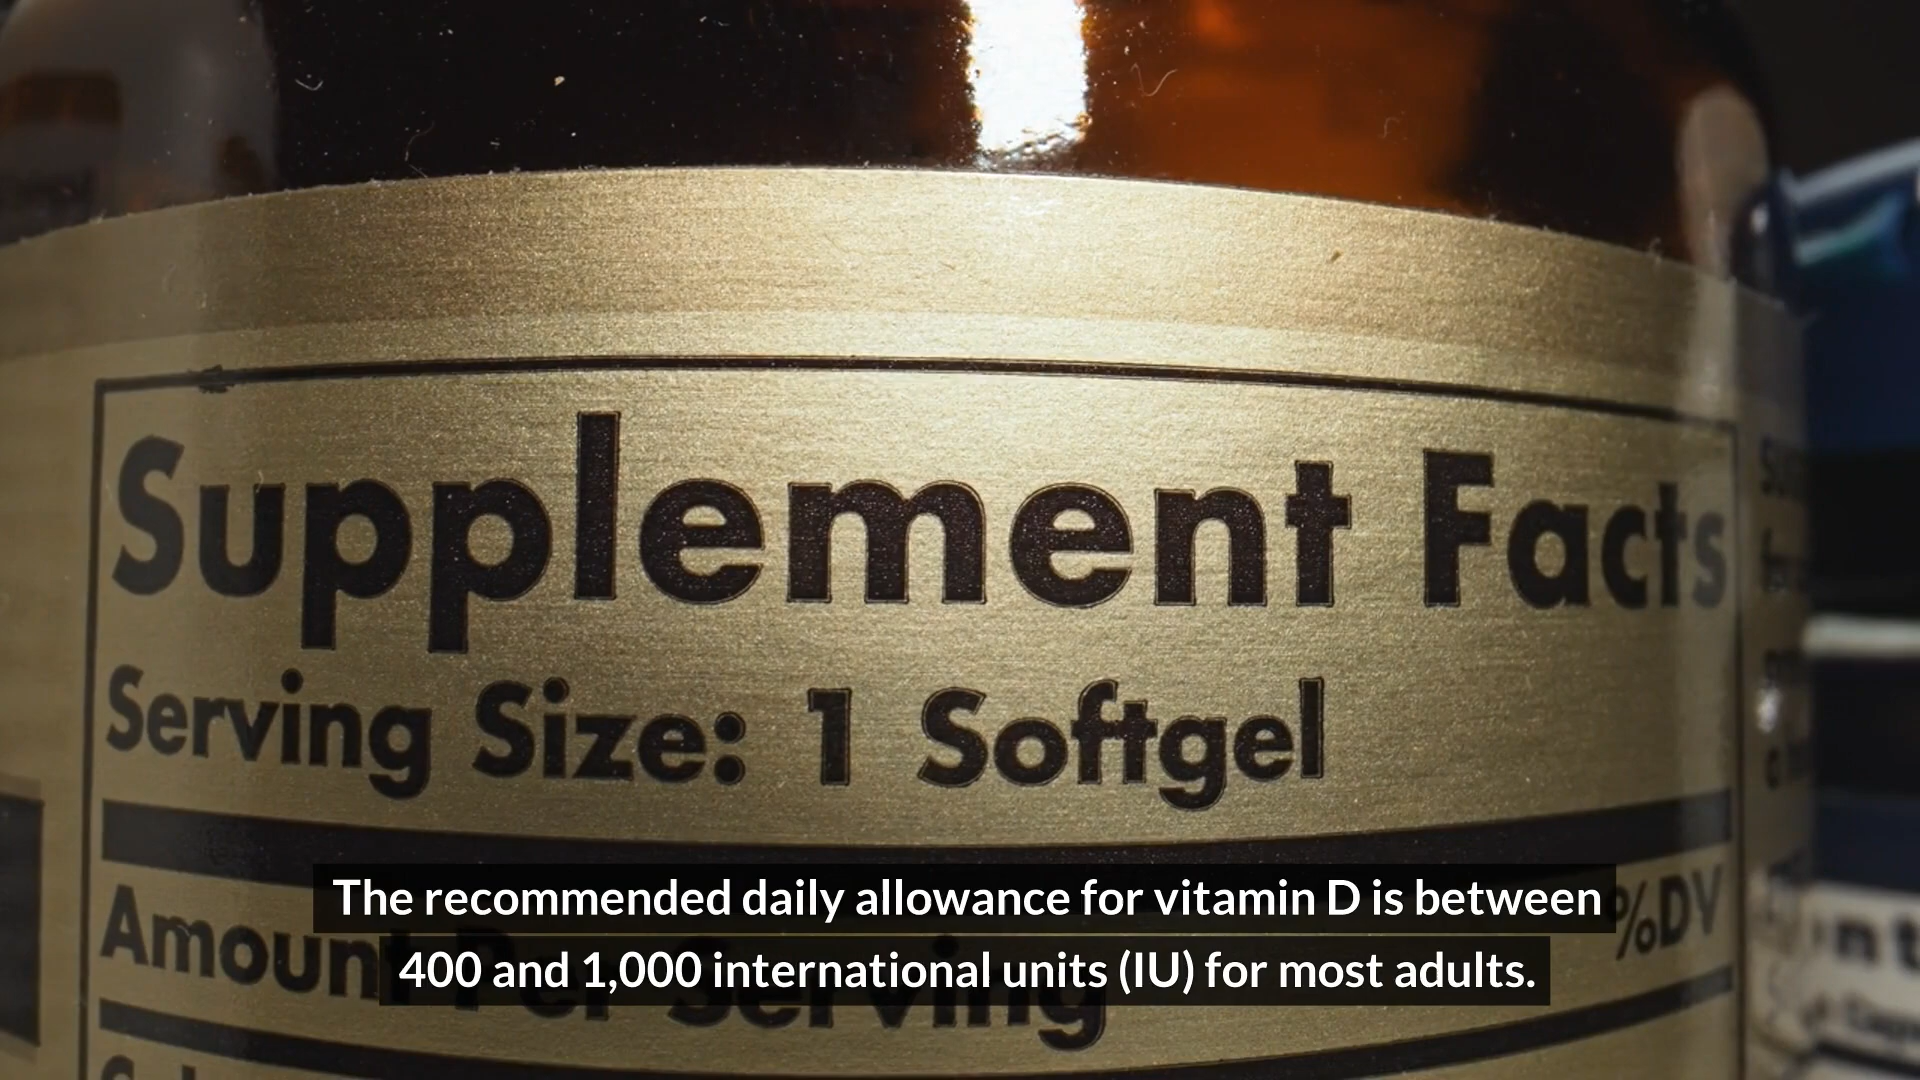 Supplement Facts
Serving Size: 1 Softgel
Amount Per Serving %DV
The recommended daily allowance for vitamin D is between
400 and 1,000 international units (IU) for most adults.